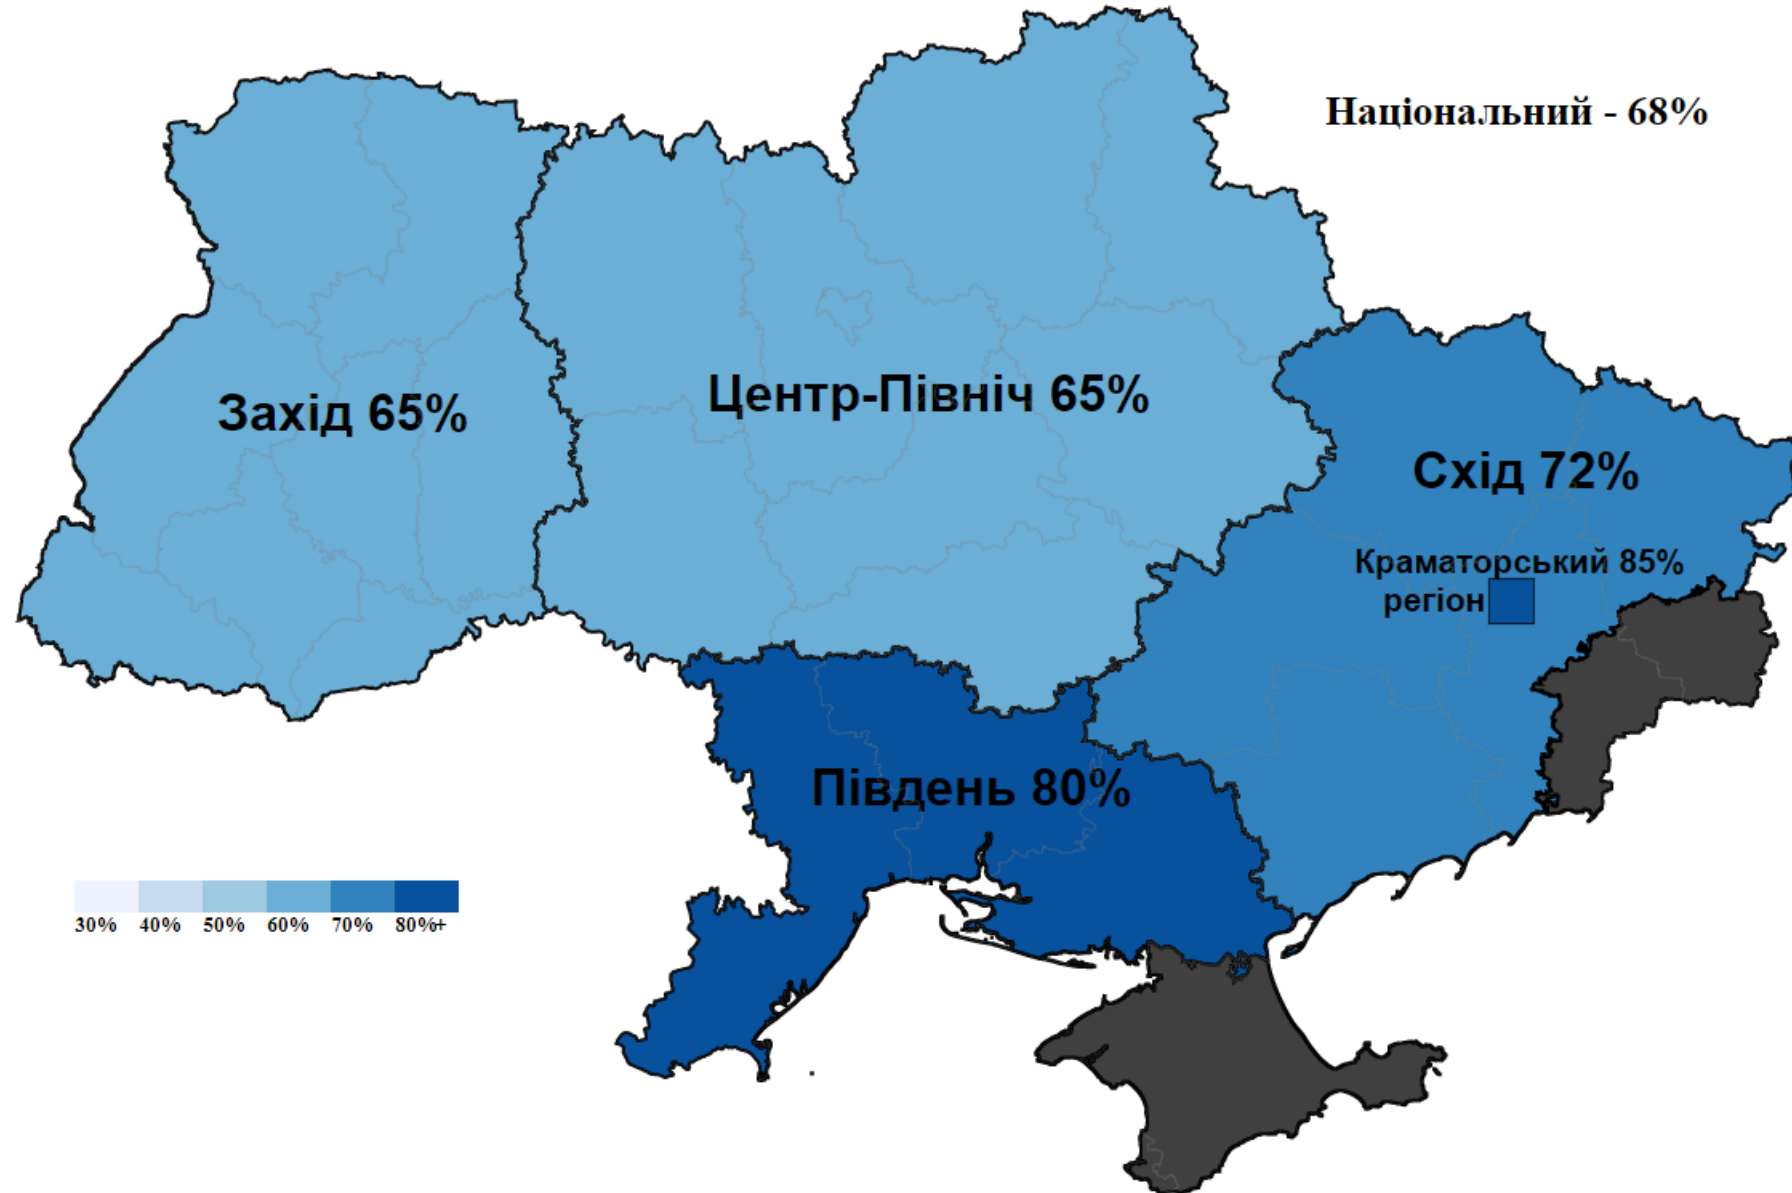 Національний - 68%
Захід 65%
Центр-Північ 65%
Схід 72%
Краматорський 85%
регіон
Південь 80%
30% 40% 50% 60% 70% 80%+